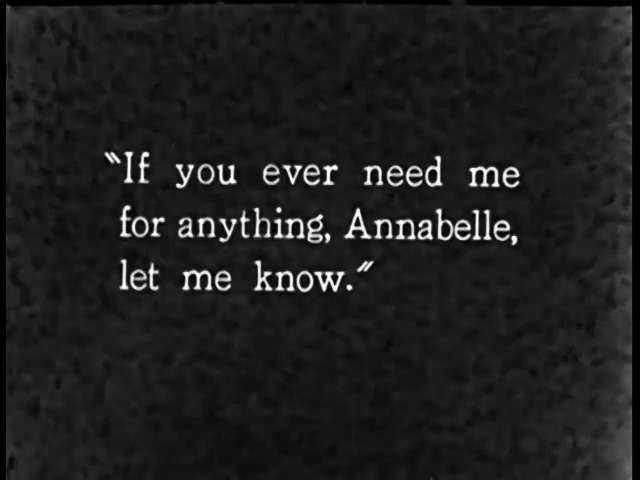 "If you ever need me
for anything, Annabelle,
let me know."